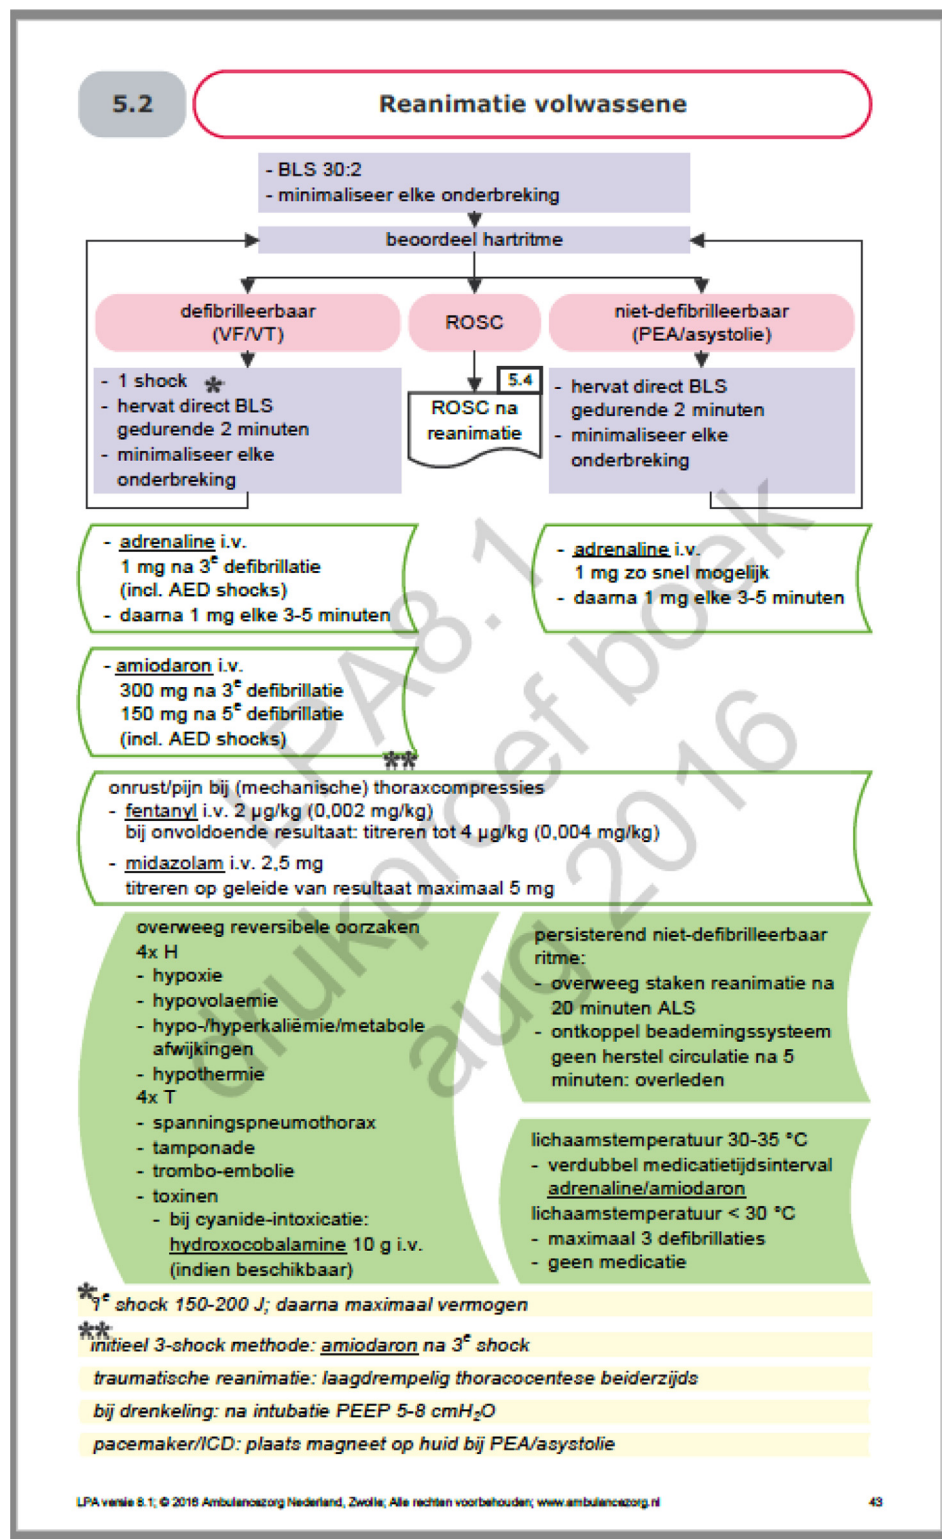 5.2
Reanimatie volwassene
- BLS 30:2
- minimaliseer elke onderbreking
beoordeel hartritme
defibrilleerbaar
(VF/VT)
ROSC
niet-defibrilleerbaar
(PEA/asystolie)
- 1 shock *
- hervat direct BLS
gedurende 2 minuten
- minimaliseer elke
onderbreking
5.4
ROSC na
reanimatie
- hervat direct BLS
gedurende 2 minuten
- minimaliseer elke
onderbreking
- adrenaline i.v.
1 mg na 3e defibrillatie
(incl. AED shocks)
- daarna 1 mg elke 3-5 minuten
- adrenaline i.v.
1 mg zo snel mogelijk
- daarna 1 mg elke 3-5 minuten
- amiodaron i.v.
300 mg na 3e defibrillatie
150 mg na 5e defibrillatie
(incl. AED shocks)
**
onrust/pijn bij (mechanische) thoraxcompressies
- fentanyl i.v. 2 µg/kg (0,002 mg/kg)
bij onvoldoende resultaat: titreren tot 4 µg/kg (0,004 mg/kg)
- midazolam i.v. 2,5 mg
titreren op geleide van resultaat maximaal 5 mg
overweeg reversibele oorzaken
4x H
- hypoxie
- hypovolaemie
- hypo-/hyperkaliëmie/metabole
afwijkingen
- hypothermie
4x T
- spanningspneumothorax
- tamponade
- trombo-embolie
- toxinen
- bij cyanide-intoxicatie:
hydroxocobalamine 10 g i.v.
(indien beschikbaar)
persisterend niet-defibrilleerbaar
ritme:
- overweeg staken reanimatie na
20 minuten ALS
- ontkoppel beademingssysteem
geen herstel circulatie na 5
minuten: overleden
lichaamstemperatuur 30-35 °C
- verdubbel medicatietijdsinterval
adrenaline/amiodaron
lichaamstemperatuur < 30 °C
- maximaal 3 defibrillaties
- geen medicatie
* 1e shock 150-200 J; daarna maximaal vermogen
** initieel 3-shock methode: amiodaron na 3e shock
traumatische reanimatie: laagdrempelig thoracocentese beiderzijds
bij drenkeling: na intubatie PEEP 5-8 cmH2O
pacemaker/ICD: plaats magneet op huid bij PEA/asystolie
LPA versie 8.1; © 2016 Ambulancezorg Nederland, Zwolle; Alle rechten voorbehouden; www.ambulancezorg.nl
43
LPA8.1
drukproef boek
aug 2016